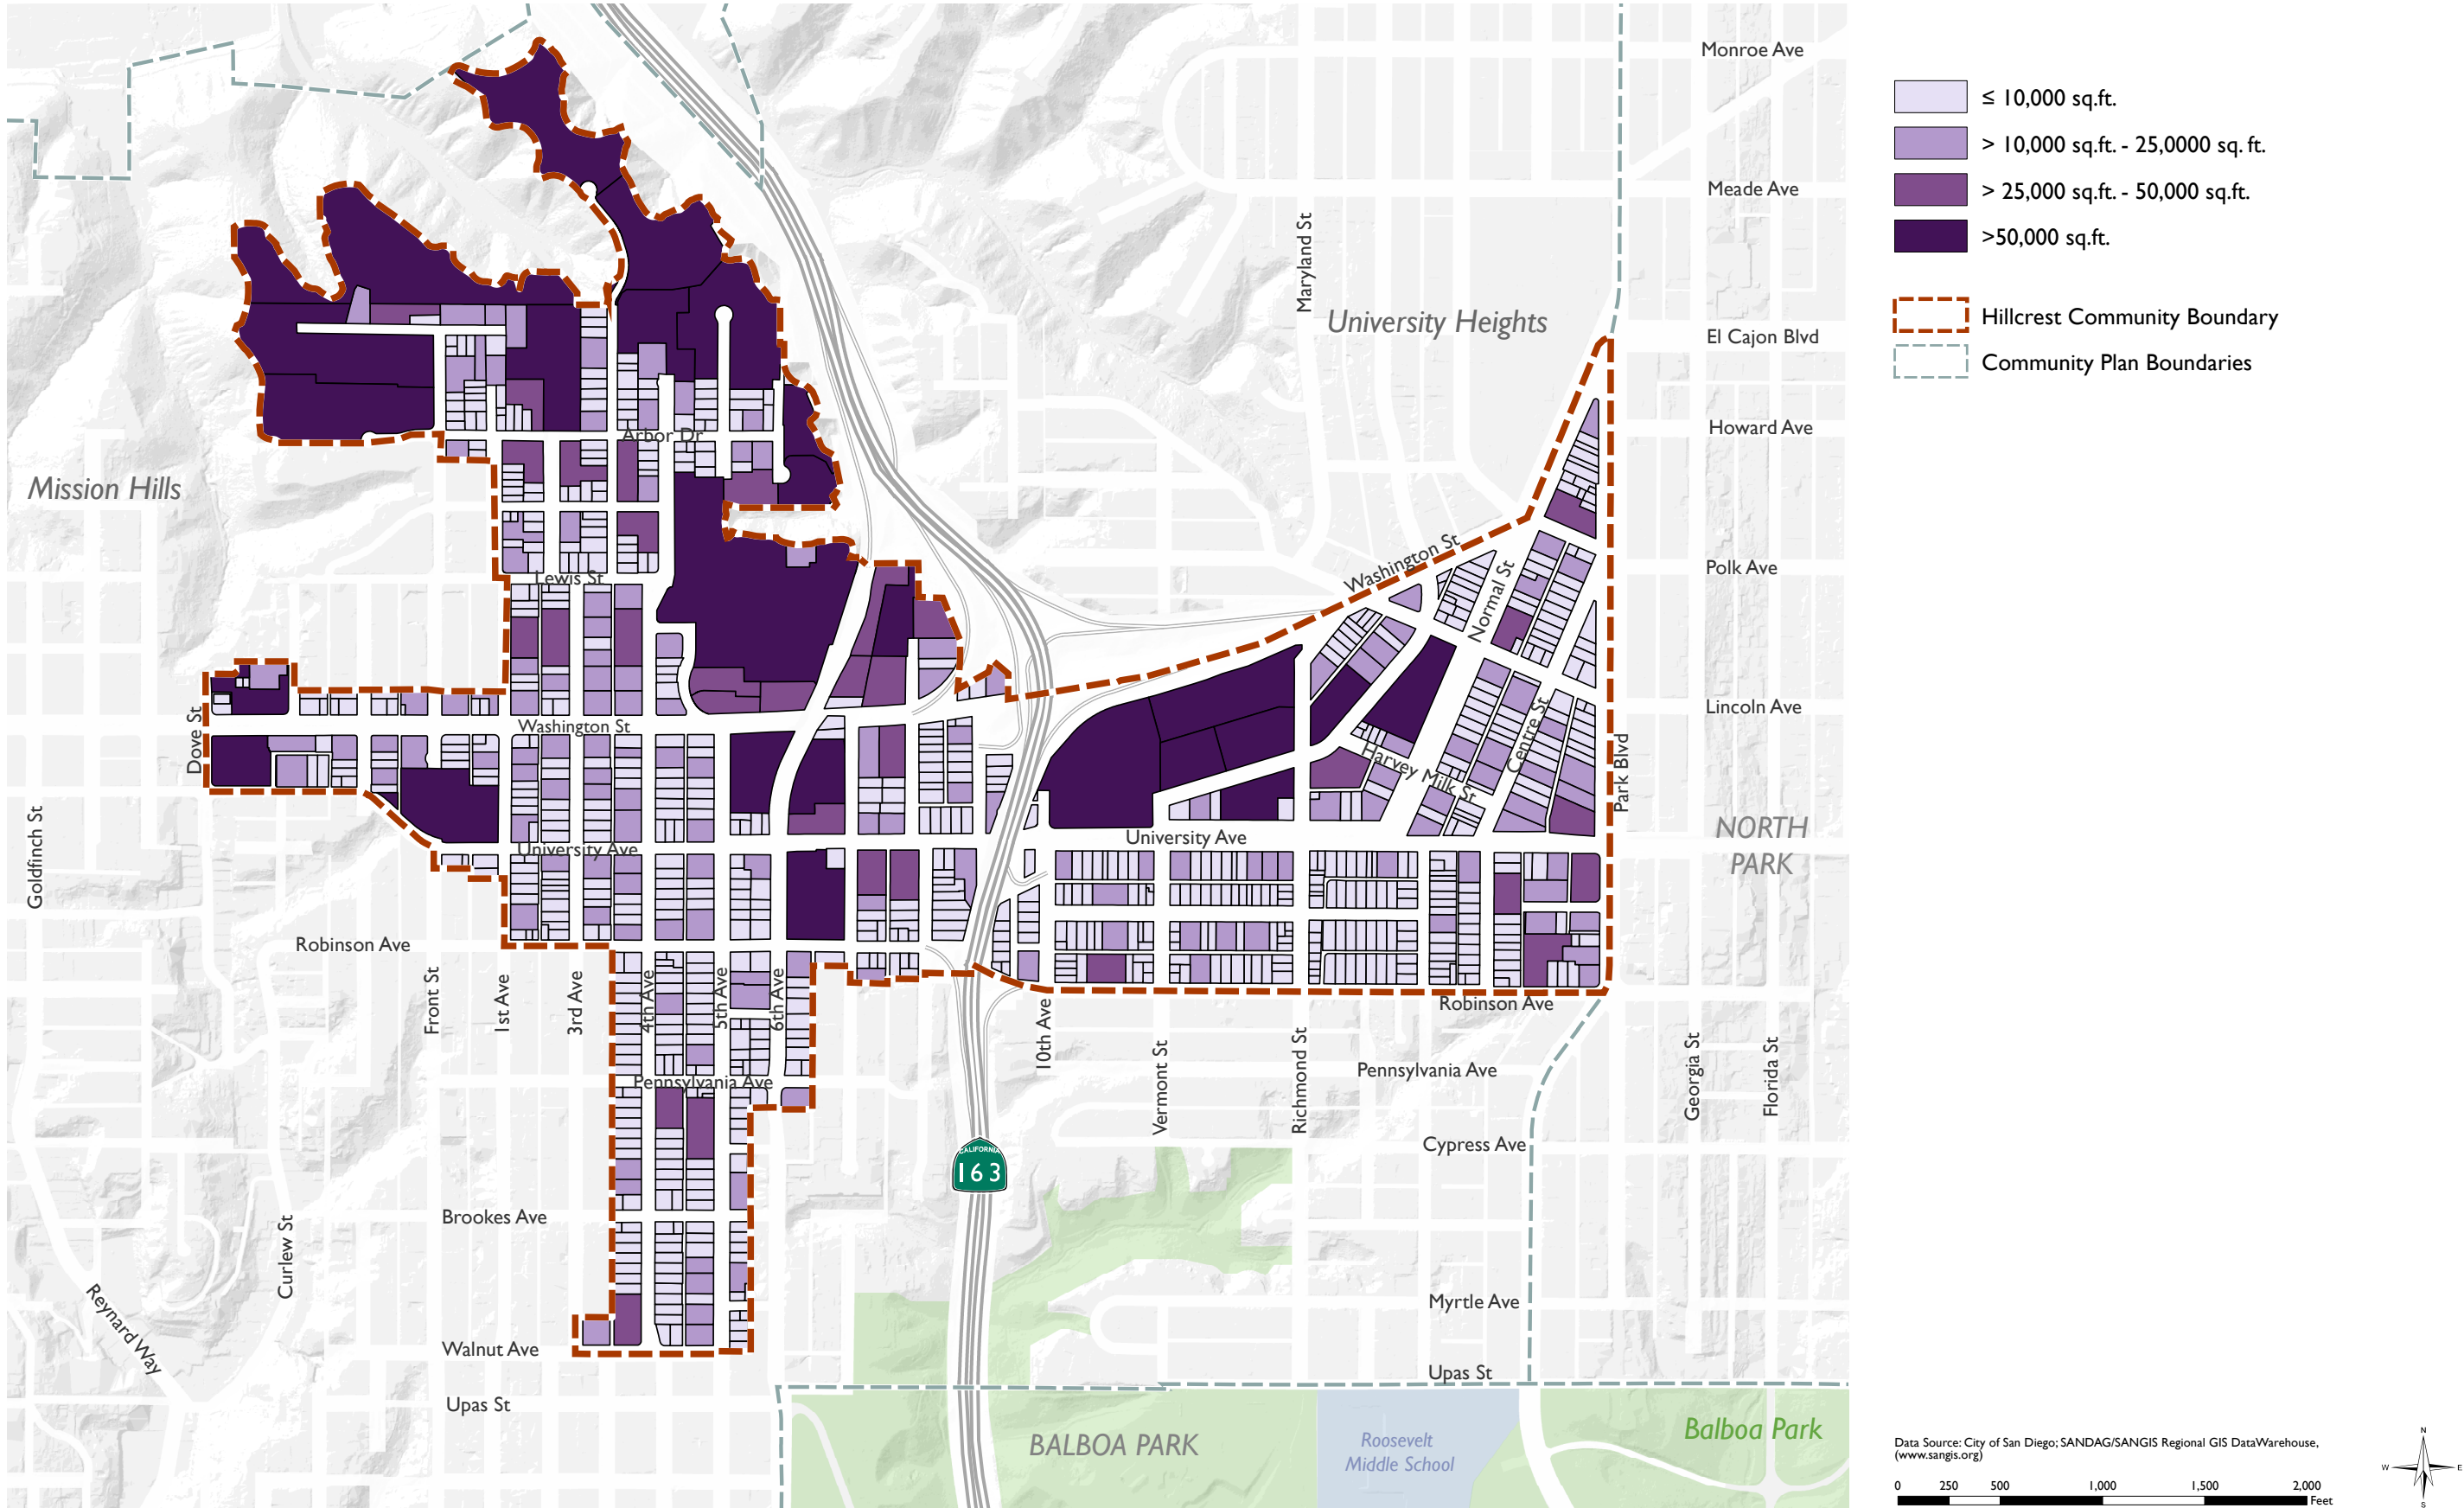 Monroe Ave
Meade Ave
Maryland St
University Heights
El Cajon Blvd
Howard Ave
Arbor Dr
Mission Hills
Washington St
Normal St
Polk Ave
Lewis St
Dove St
Washington St
Centre St
Lincoln Ave
Park Blvd
Harvey Milk St
Goldfinch St
University Ave
University Ave
NORTH
PARK
Robinson Ave
Front St
1st Ave
3rd Ave
4th Ave
5th Ave
6th Ave
10th Ave
Robinson Ave
Vermont St
Richmond St
Pennsylvania Ave
Pennsylvania Ave
Georgia St
Florida St
Cypress Ave
CALIFORNIA
163
Brookes Ave
Curlew St
Reynard Way
Myrtle Ave
Walnut Ave
Upas St
Upas St
BALBOA PARK
Roosevelt
Middle School
Balboa Park
≤ 10,000 sq.ft.
> 10,000 sq.ft. - 25,0000 sq. ft.
> 25,000 sq.ft. - 50,000 sq.ft.
>50,000 sq.ft.
Hillcrest Community Boundary
Community Plan Boundaries
Data Source: City of San Diego; SANDAG/SANGIS Regional GIS DataWarehouse,
(www.sangis.org)
0 250 500 1,000 1,500 2,000
Feet
N
W E
S